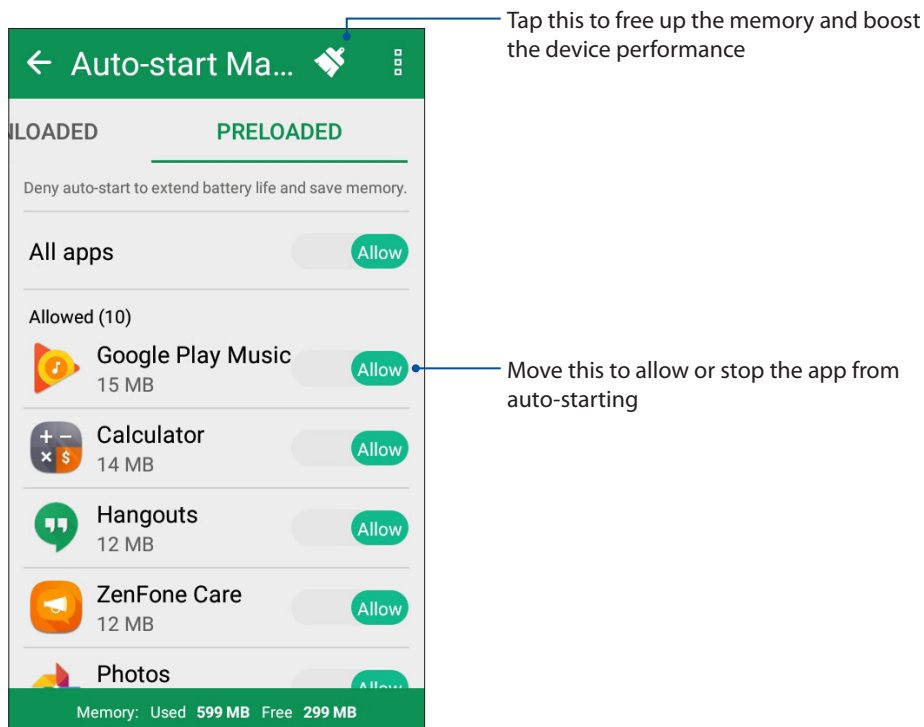 Tap this to free up the memory and boost
the device performance
Auto-start Ma...
NLOADED PRELOADED
Deny auto-start to extend battery life and save memory.
All apps Allow
Allowed (10)
Google Play Music
15 MB
Allow
Move this to allow or stop the app from
auto-starting
Calculator
14 MB
Allow
Hangouts
12 MB
Allow
ZenFone Care
12 MB
Allow
Photos
Allow
Memory: Used 599 MB Free 299 MB